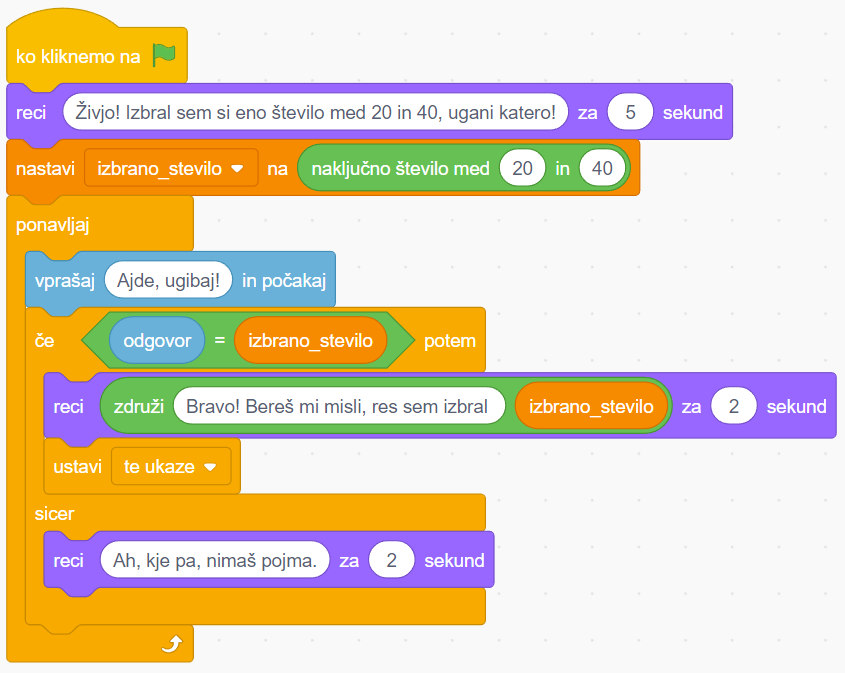 ko kliknemo na
reci Živjo! Izbral sem si eno število med 20 in 40, ugani katero! za 5 sekund
nastavi izbrano_stevilo na naključno število med 20 in 40
ponavljaj
vprašaj Ajde, ugibaj! in počakaj
če odgovor = izbrano_stevilo potem
reci združi Bravo! Bereš mi misli, res sem izbral izbrano_stevilo za 2 sekund
ustavi te ukaze
sicer
reci Ah, kje pa, nimaš pojma. za 2 sekund